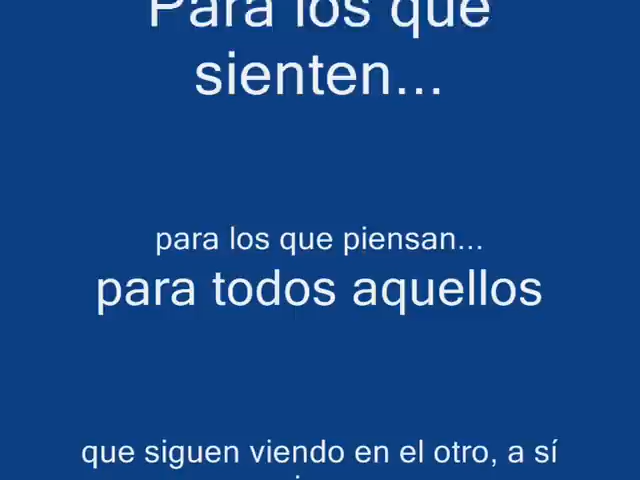 Para los que
sienten...
para los que piensan...
para todos aquellos
que siguen viendo en el otro, a sí